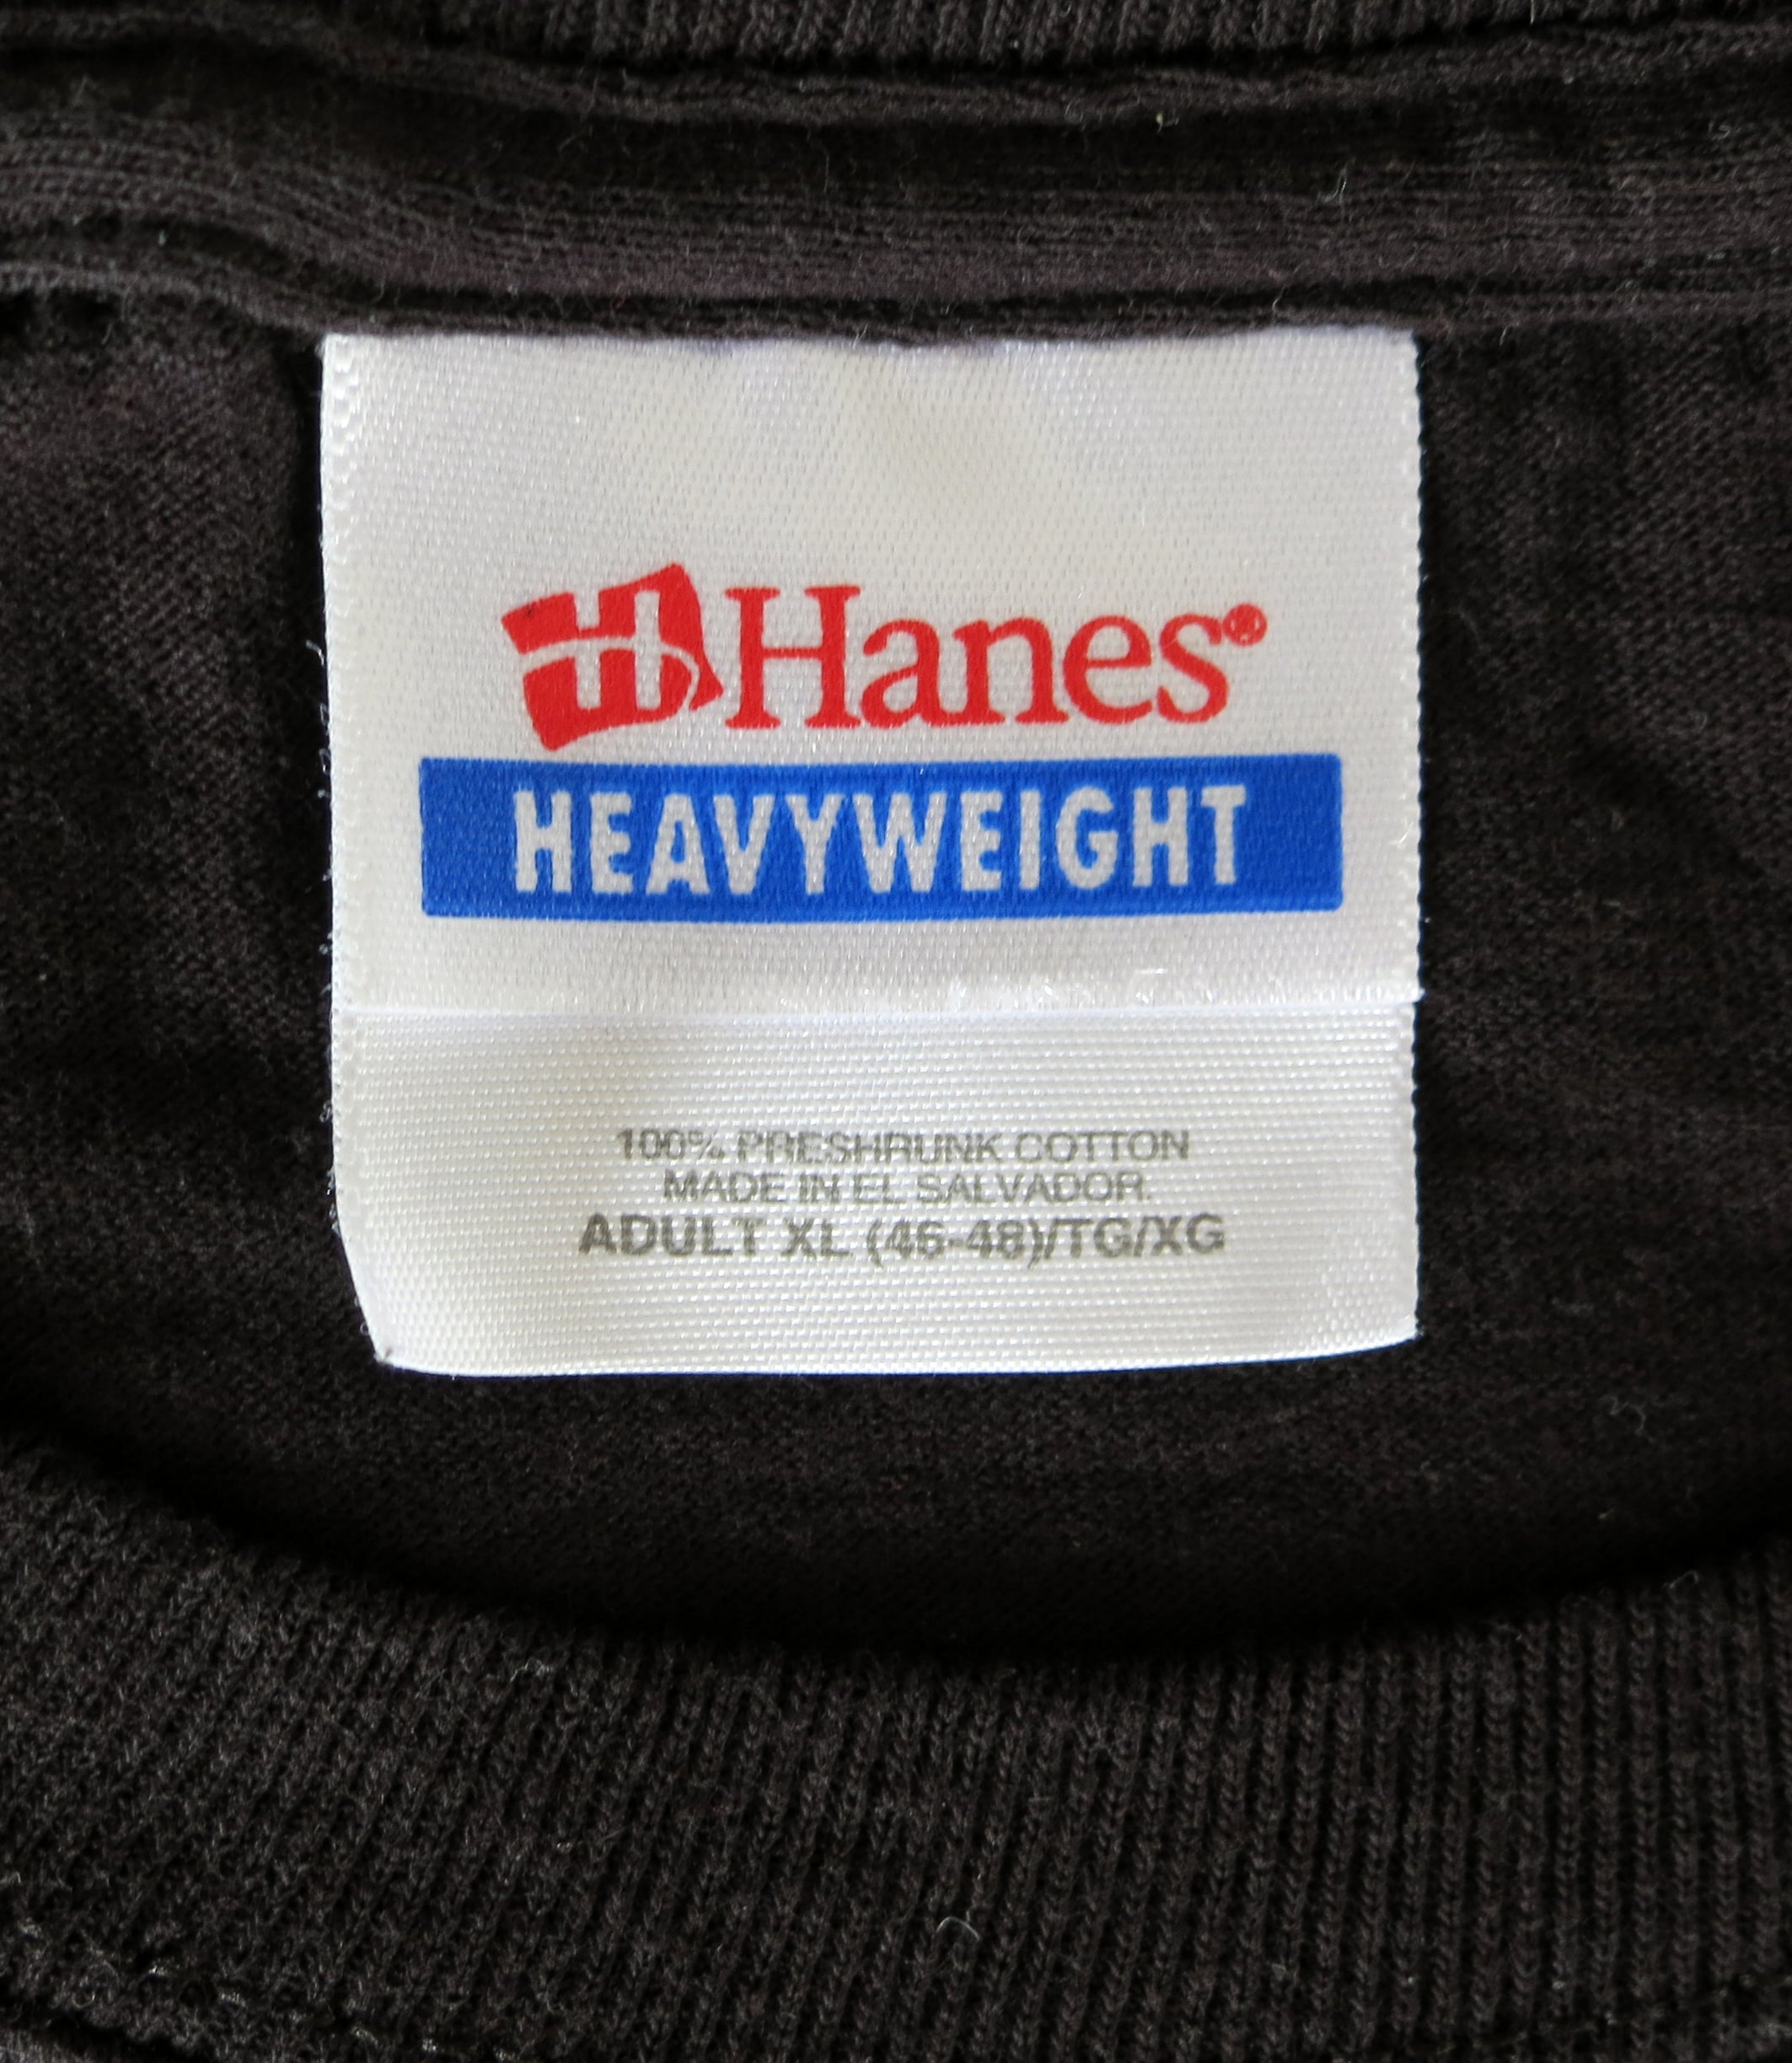 H Hanes®
HEAVYWEIGHT
100% PRESHRUNK COTTON
MADE IN EL SALVADOR.
ADULT XL (46-48)/TG/XG